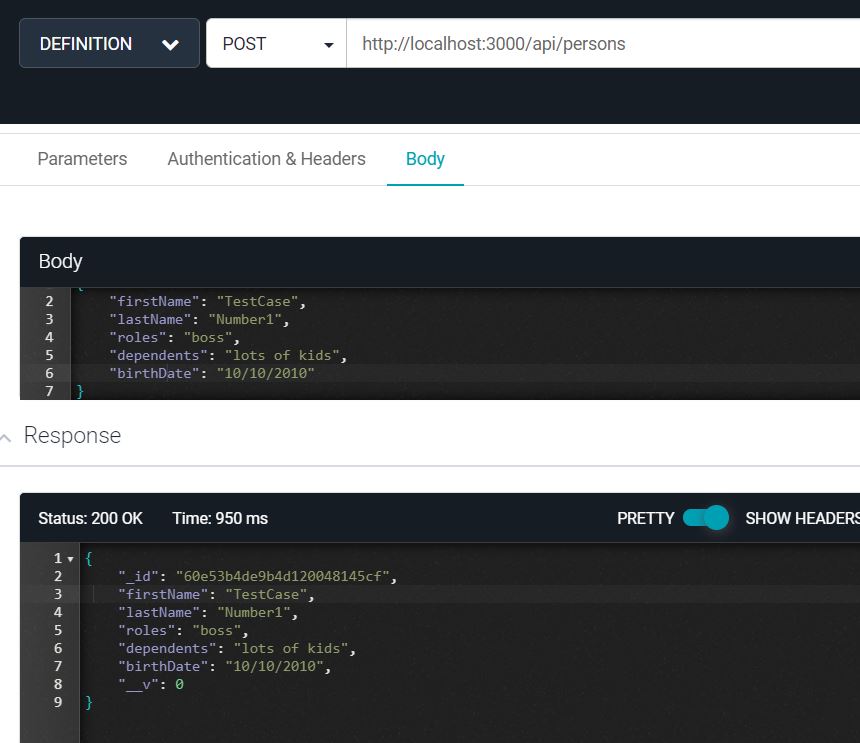 DEFINITION POST http://localhost:3000/api/persons
Parameters Authentication & Headers Body
Body
2 "firstName": "TestCase",
3 "lastName": "Number1",
4 "roles": "boss",
5 "dependents": "lots of kids",
6 "birthDate": "10/10/2010"
7 }
Response
Status: 200 OK Time: 950 ms PRETTY SHOW HEADERS
1 {
2 "_id": "60e53b4de9b4d120048145cf",
3 "firstName": "TestCase",
4 "lastName": "Number1",
5 "roles": "boss",
6 "dependents": "lots of kids",
7 "birthDate": "10/10/2010",
8 "__v": 0
9 }